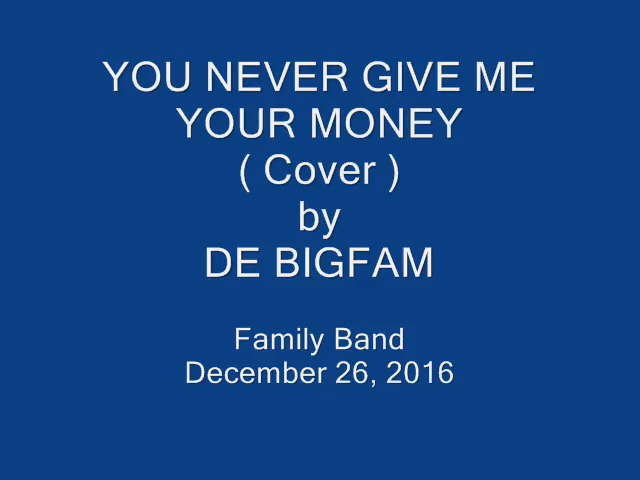 YOU NEVER GIVE ME
YOUR MONEY
( Cover )
by
DE BIGFAM
Family Band
December 26, 2016